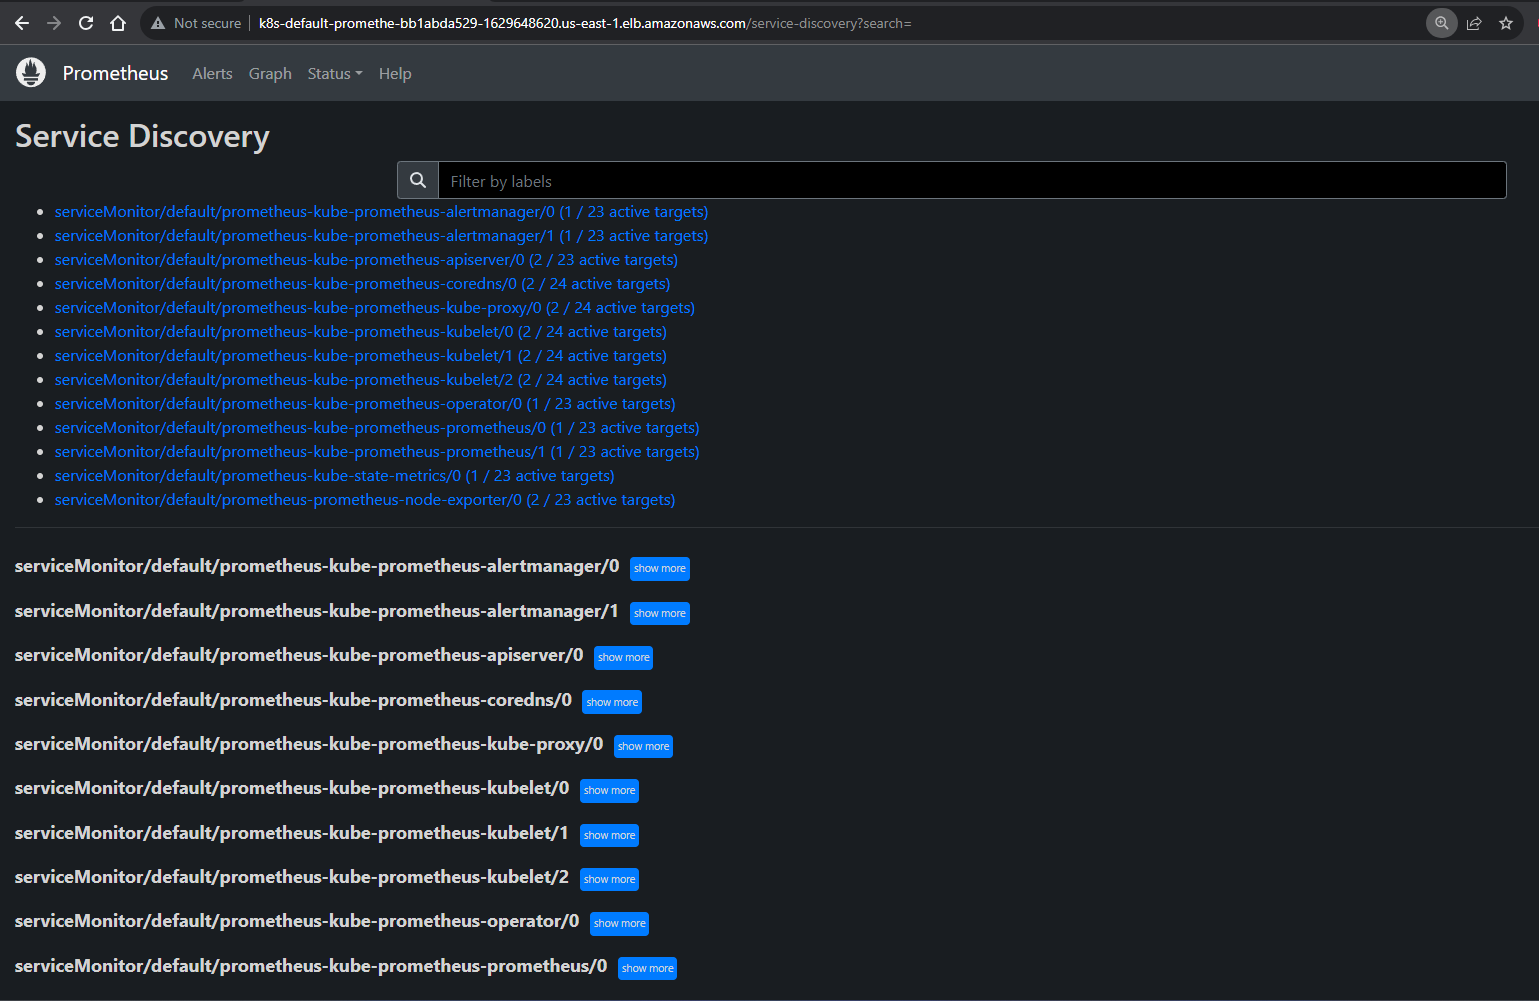 Not secure | k8s-default-promethe-bb1abda529-1629648620.us-east-1.elb.amazonaws.com/service-discovery?search=
Prometheus Alerts Graph Status Help
Service Discovery
Filter by labels
serviceMonitor/default/prometheus-kube-prometheus-alertmanager/0 (1 / 23 active targets)
serviceMonitor/default/prometheus-kube-prometheus-alertmanager/1 (1 / 23 active targets)
serviceMonitor/default/prometheus-kube-prometheus-apiserver/0 (2 / 23 active targets)
serviceMonitor/default/prometheus-kube-prometheus-coredns/0 (2 / 24 active targets)
serviceMonitor/default/prometheus-kube-prometheus-kube-proxy/0 (2 / 24 active targets)
serviceMonitor/default/prometheus-kube-prometheus-kubelet/0 (2 / 24 active targets)
serviceMonitor/default/prometheus-kube-prometheus-kubelet/1 (2 / 24 active targets)
serviceMonitor/default/prometheus-kube-prometheus-kubelet/2 (2 / 24 active targets)
serviceMonitor/default/prometheus-kube-prometheus-operator/0 (1 / 23 active targets)
serviceMonitor/default/prometheus-kube-prometheus-prometheus/0 (1 / 23 active targets)
serviceMonitor/default/prometheus-kube-prometheus-prometheus/1 (1 / 23 active targets)
serviceMonitor/default/prometheus-kube-state-metrics/0 (1 / 23 active targets)
serviceMonitor/default/prometheus-prometheus-node-exporter/0 (2 / 23 active targets)
serviceMonitor/default/prometheus-kube-prometheus-alertmanager/0 show more
serviceMonitor/default/prometheus-kube-prometheus-alertmanager/1 show more
serviceMonitor/default/prometheus-kube-prometheus-apiserver/0 show more
serviceMonitor/default/prometheus-kube-prometheus-coredns/0 show more
serviceMonitor/default/prometheus-kube-prometheus-kube-proxy/0 show more
serviceMonitor/default/prometheus-kube-prometheus-kubelet/0 show more
serviceMonitor/default/prometheus-kube-prometheus-kubelet/1 show more
serviceMonitor/default/prometheus-kube-prometheus-kubelet/2 show more
serviceMonitor/default/prometheus-kube-prometheus-operator/0 show more
serviceMonitor/default/prometheus-kube-prometheus-prometheus/0 show more